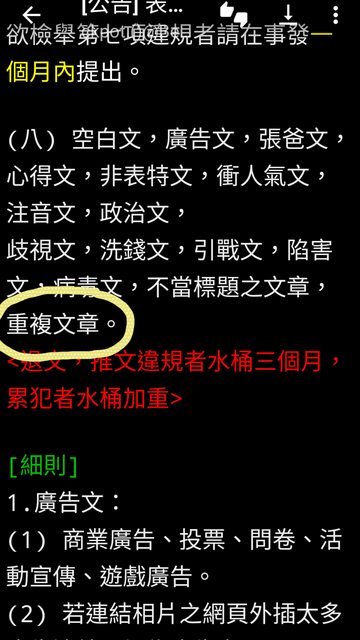 [公告] 表…
欲檢舉第七項違規者請在事發一
個月內提出。
(八) 空白文，廣告文，張爸文，
心得文，非表特文，衝人氣文，
注音文，政治文，
歧視文，洗錢文，引戰文，陷害
文，病毒文，不當標題之文章，
重複文章。
<退文，推文違規者水桶三個月，
累犯者水桶加重>
[細則]
1.廣告文：
(1) 商業廣告、投票、問卷、活
動宣傳、遊戲廣告。
(2) 若連結相片之網頁外插太多